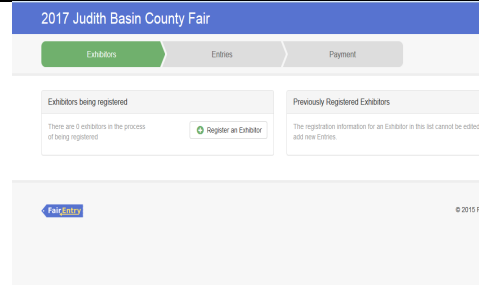 2017 Judith Basin County Fair
Exhibitors
Entries
Payment
Exhibitors being registered
Previously Registered Exhibitors
There are 0 exhibitors in the process
of being registered
Register an Exhibitor
The registration information for an Exhibitor in this list cannot be edited
add new Entries.
FairEntry
© 2015 F